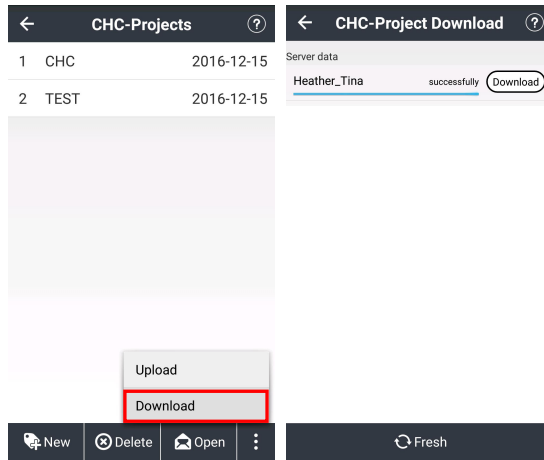 CHC-Projects ?
1 CHC 2016-12-15
2 TEST 2016-12-15
Upload
Download
New Delete Open
CHC-Project Download ?
Server data
Heather_Tina successfully Download
Fresh